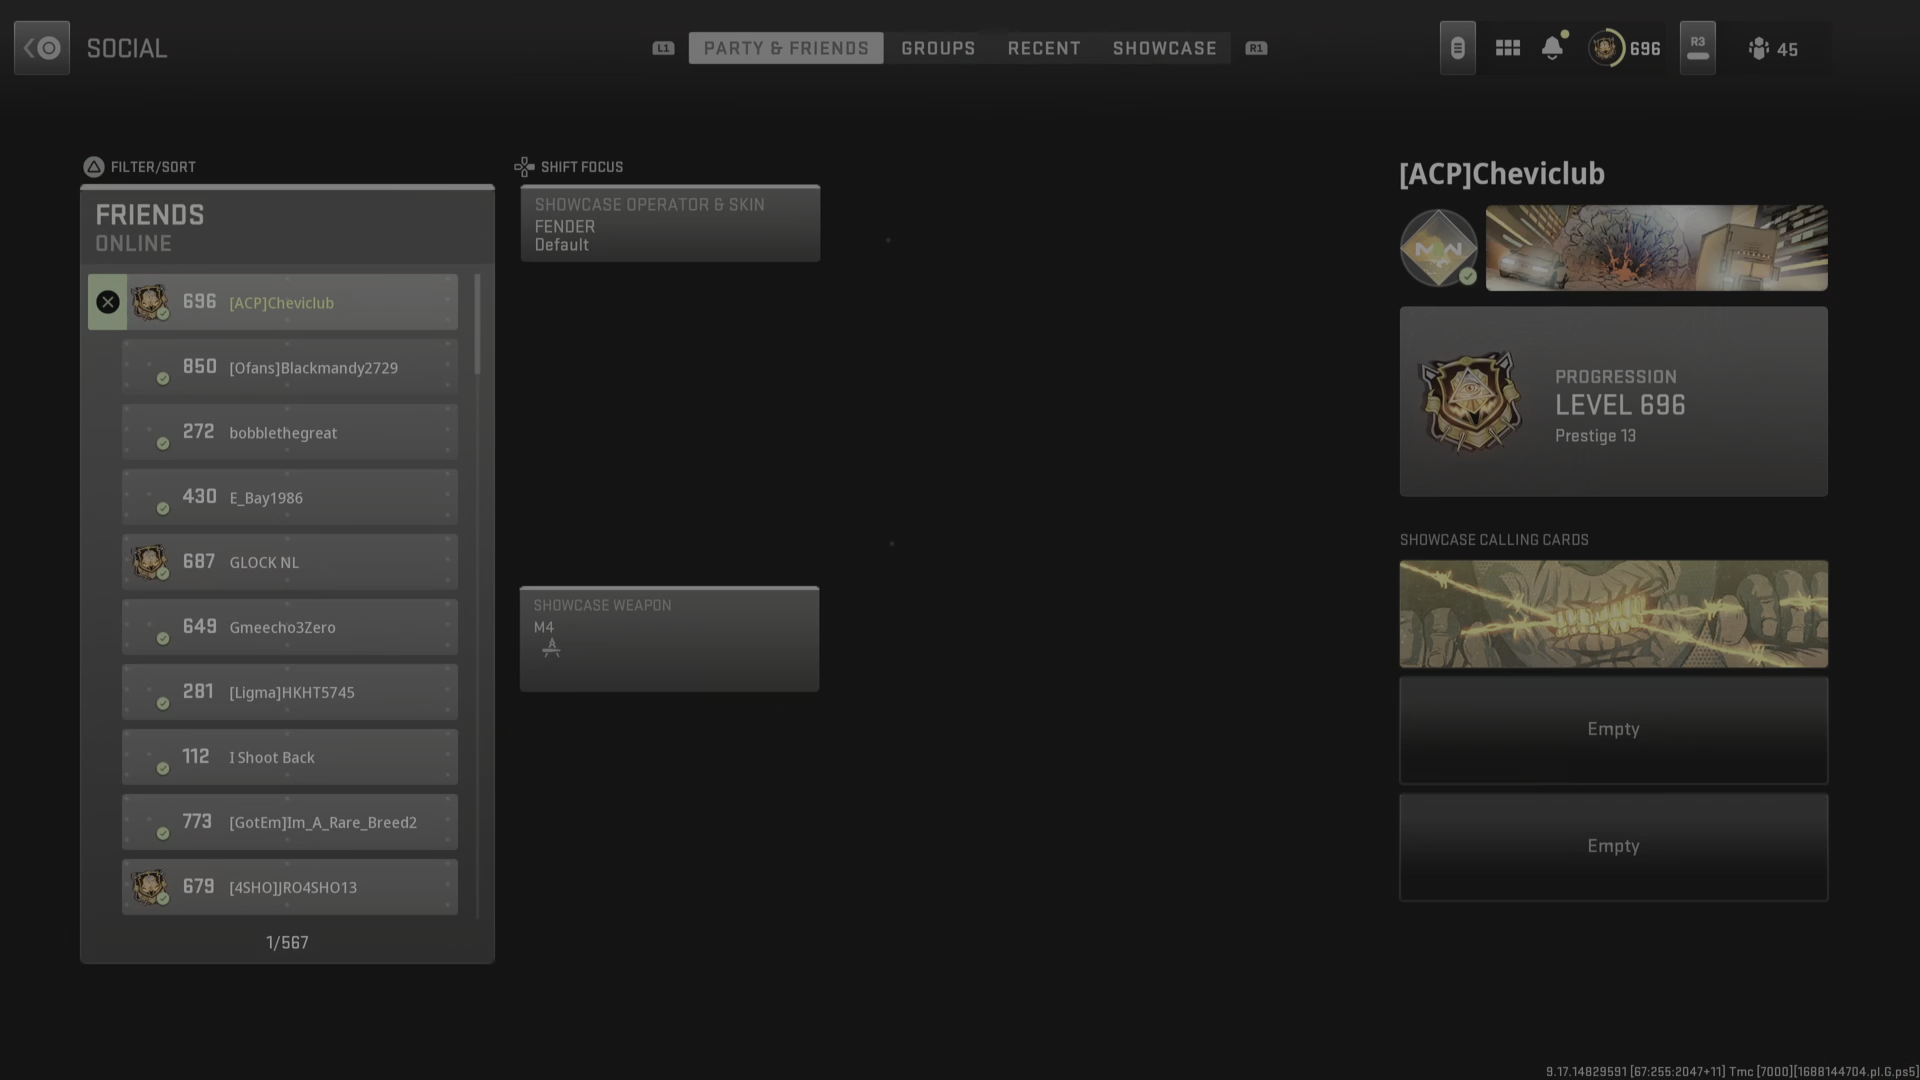 SOCIAL
L1
PARTY & FRIENDS
GROUPS
RECENT
SHOWCASE
R1
696
R3
45
FILTER/SORT
FRIENDS
ONLINE
696 [ACP]Cheviclub
850 [Ofans]Blackmandy2729
272 bobblethegreat
430 E_Bay1986
687 GLOCK NL
649 Gmeecho3Zero
281 [Ligma]HKHT5745
112 I Shoot Back
773 [GotEm]Im_A_Rare_Breed2
679 [4SHO]JRO4SHO13
1/567
SHIFT FOCUS
SHOWCASE OPERATOR & SKIN
FENDER
Default
SHOWCASE WEAPON
M4
[ACP]Cheviclub
PROGRESSION
LEVEL 696
Prestige 13
SHOWCASE CALLING CARDS
Empty
Empty
9.17.14829591 [67:255:2047+11] Tmc [7000][1688144704.pl.G.ps5]